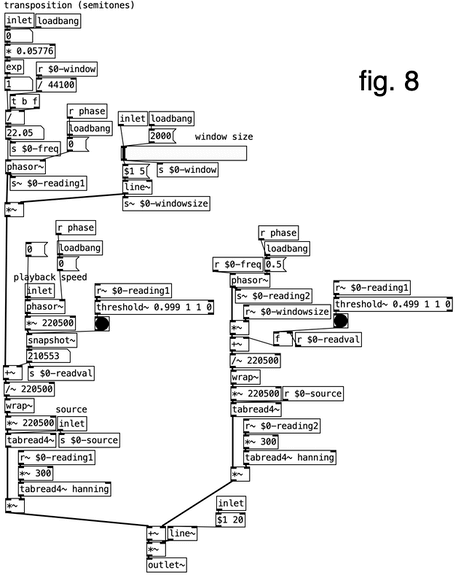 transposition (semitones)
inlet loadbang
0
* 0.05776
exp r $0-window
1 / 44100
t b f
/ r phase
22.05 loadbang inlet loadbang
s $0-freq 0 2000 window size
phasor~ $1 5 s $0-window
s~ $0-reading1 line~
*~ s~ $0-windowsize
fig. 8
r phase
0 loadbang
0
playback speed
inlet r~ $0-reading1
phasor~ threshold~ 0.999 1 1 0
*~ 220500
snapshot~
210553
+~ s $0-readval
/~ 220500
wrap~ source
*~ 220500 inlet
tabread4~ s $0-source
r~ $0-reading1
*~ 300
tabread4~ hanning
*~
r phase
loadbang
r $0-freq 0.5
phasor~ r~ $0-reading1
s~ $0-reading2 threshold~ 0.499 1 1 0
r~ $0-windowsize
*~
+~ f r $0-readval
/~ 220500
wrap~
*~ 220500 r $0-source
tabread4~
r~ $0-reading2
*~ 300
tabread4~ hanning
*~
inlet
$1 20
+~ line~
*~
outlet~